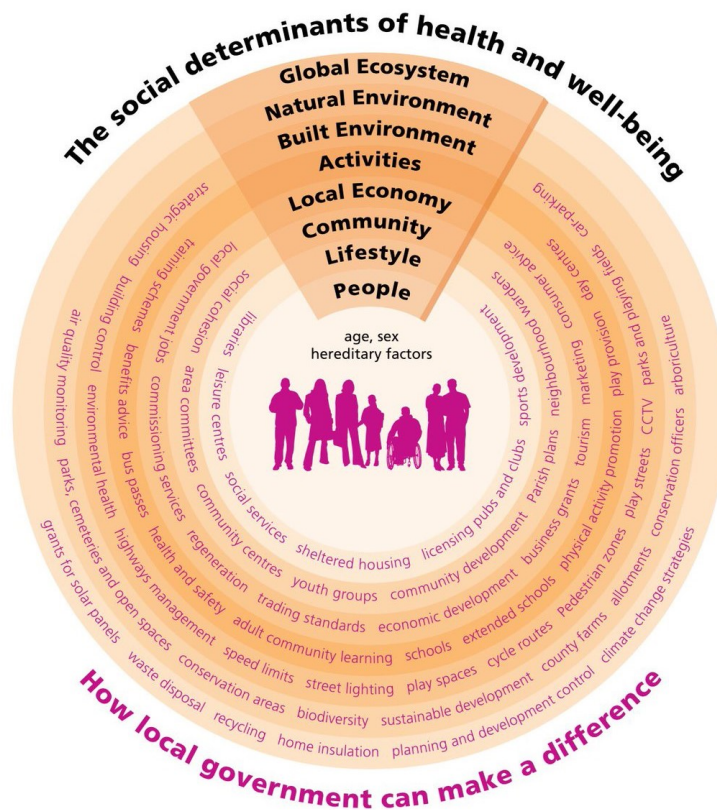 The social determinants of health and well-being
Global Ecosystem
Natural Environment
Built Environment
Activities
Local Economy
Community
Lifestyle
People
age, sex
hereditary factors
libraries leisure centres social services sheltered housing licensing pubs and clubs sports development
social cohesion area committees community centres youth groups community development Parish plans neighbourhood wardens
local government jobs commissioning services regeneration trading standards economic development business grants tourism marketing consumer advice
training schemes benefits advice bus passes health and safety adult community learning schools extended schools physical activity promotion play provision day centres
strategic housing building control environmental health highways management speed limits street lighting play spaces cycle routes Pedestrian zones play streets CCTV parks and playing fields car-parking
air quality monitoring parks, cemeteries and open spaces conservation areas biodiversity sustainable development county farms allotments conservation officers arboriculture
grants for solar panels waste disposal recycling home insulation planning and development control climate change strategies
How local government can make a difference